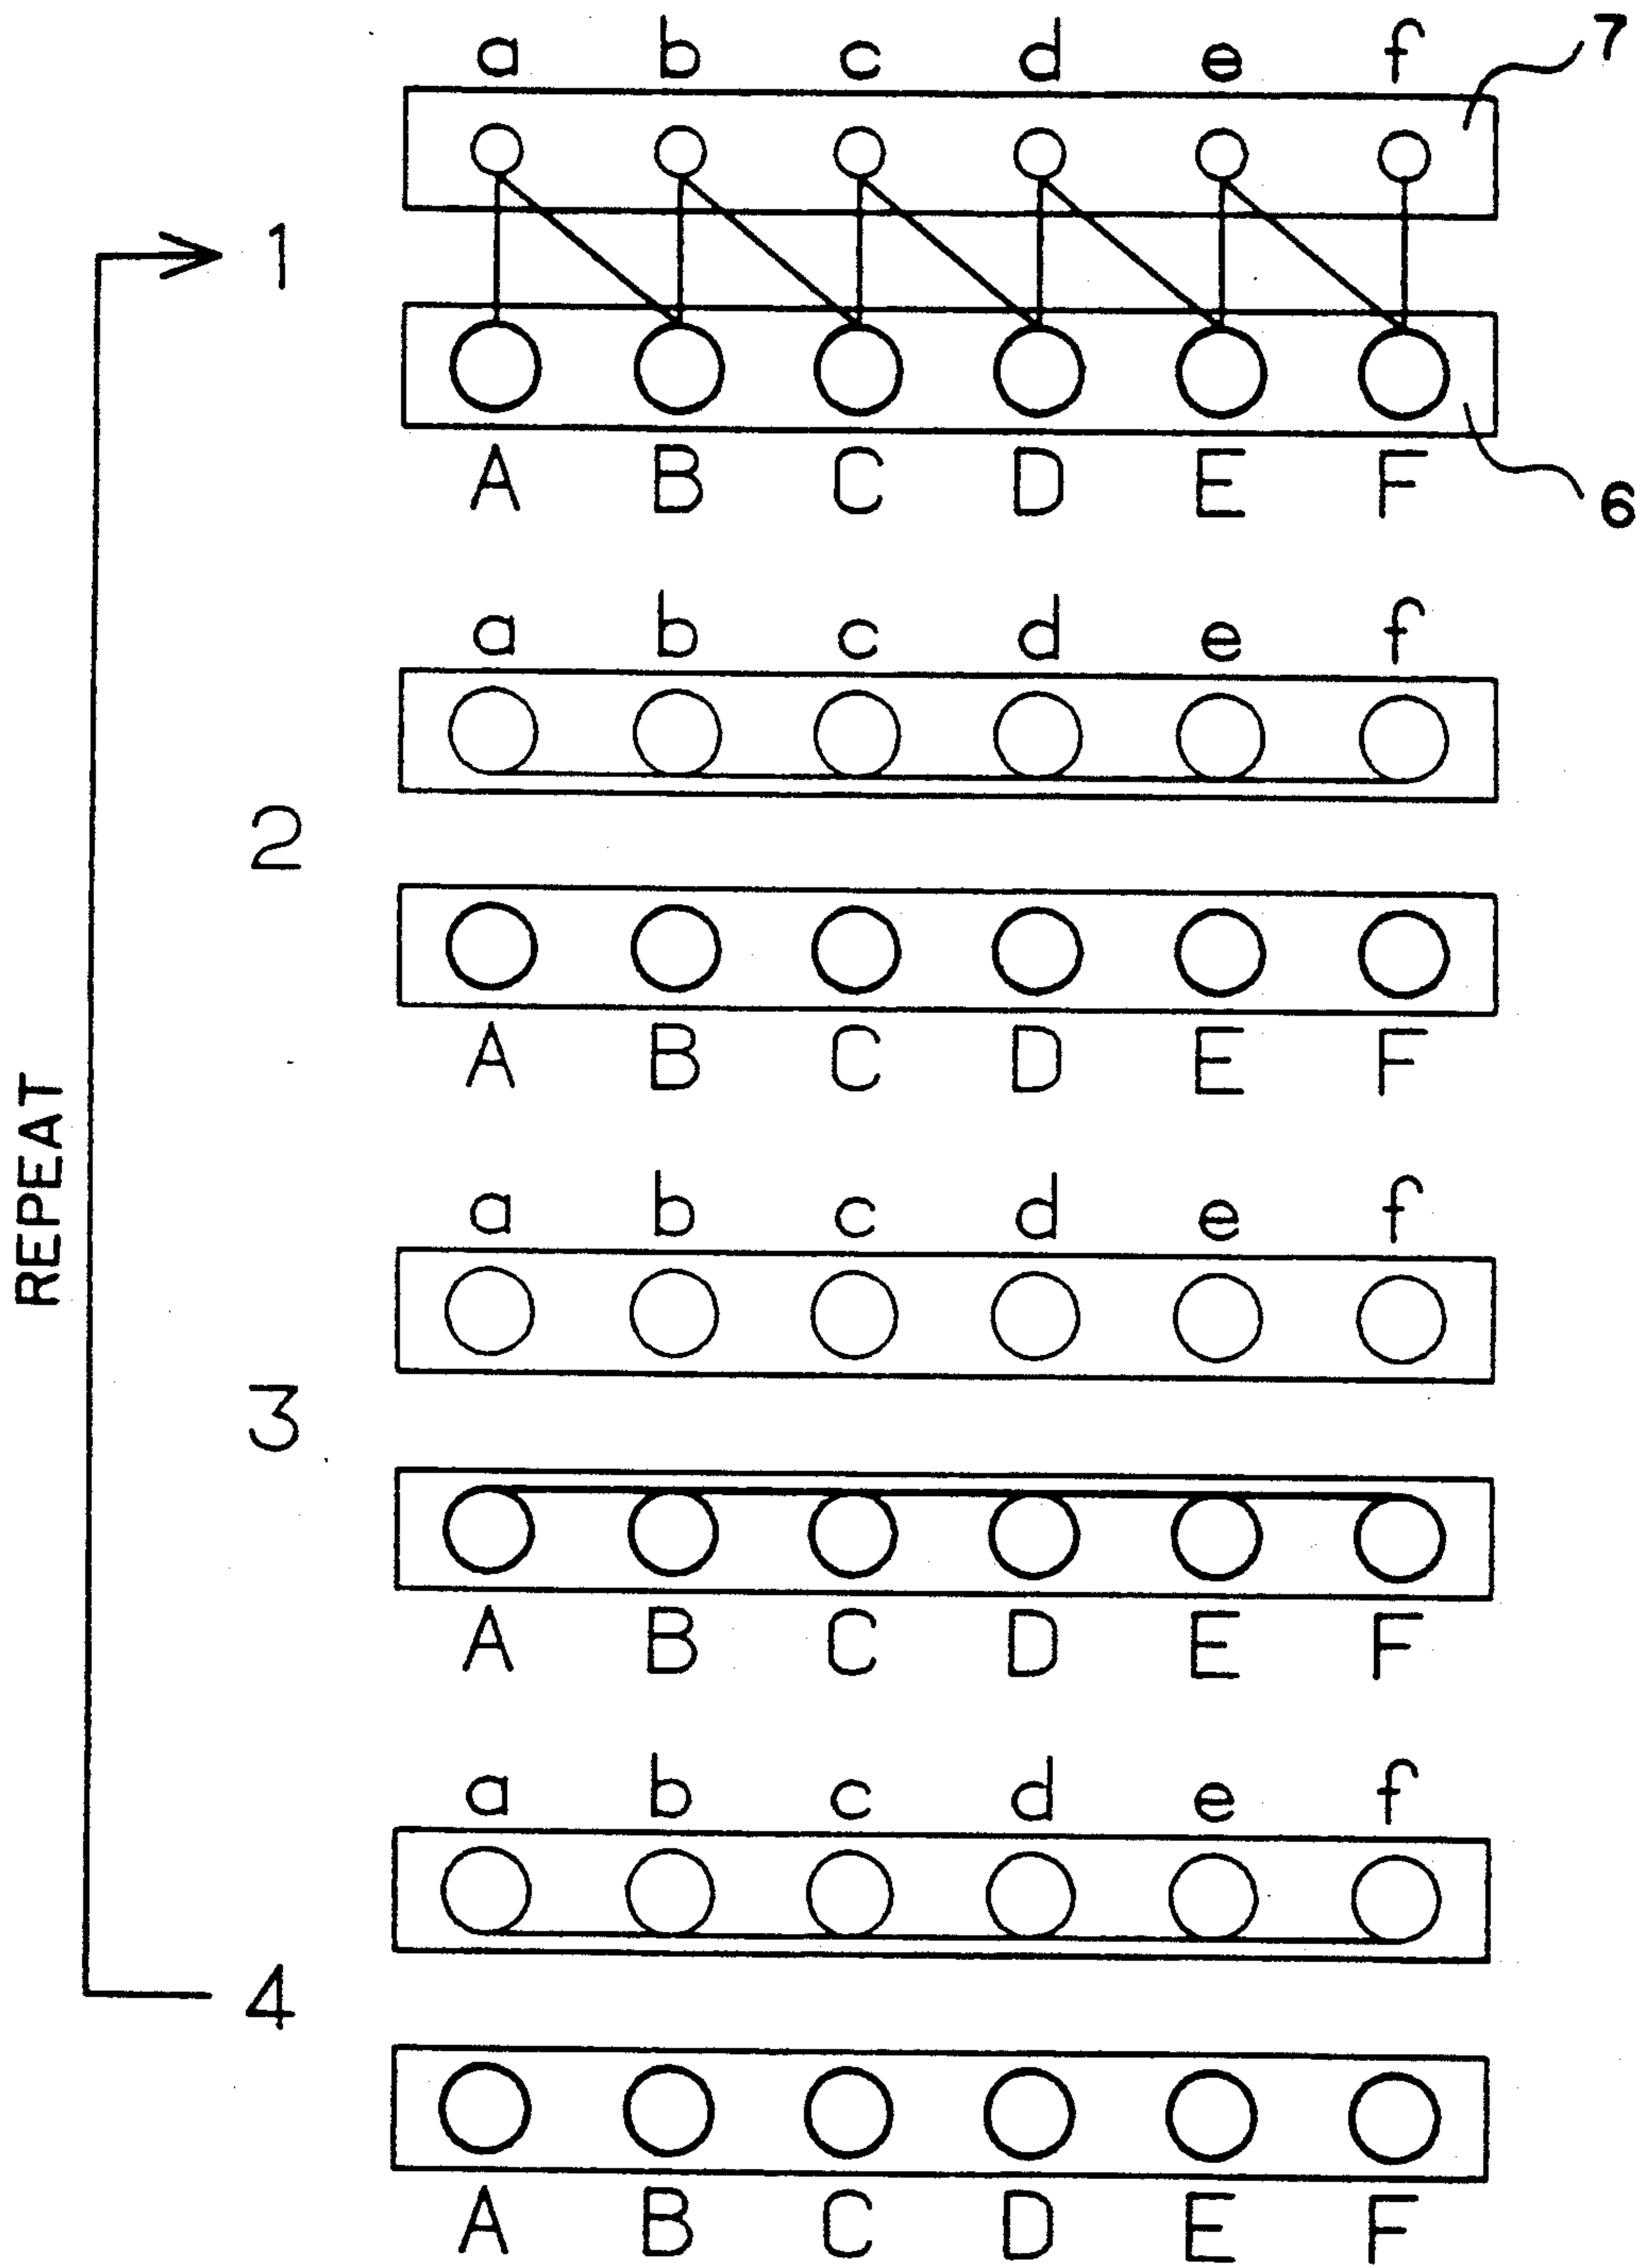 a b c d e f 7
1
A B C D E F 6
a b c d e f
2
A B C D E F
REPEAT
a b c d e f
3
A B C D E F
a b c d e f
4
A B C D E F